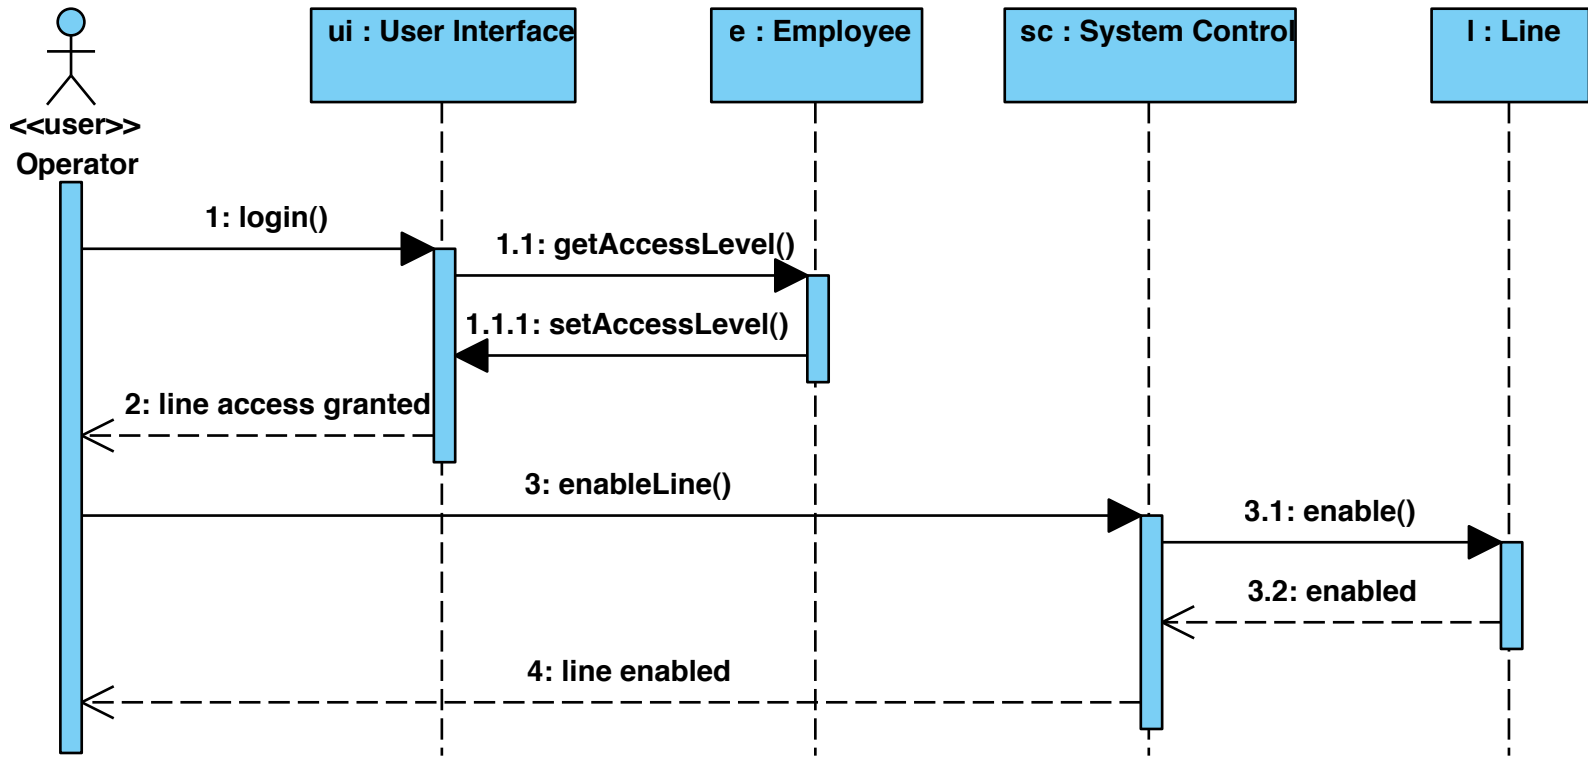 ui : User Interface
e : Employee
sc : System Control
l : Line
<<user>>
Operator
1: login()
1.1: getAccessLevel()
1.1.1: setAccessLevel()
2: line access granted
3: enableLine()
3.1: enable()
3.2: enabled
4: line enabled